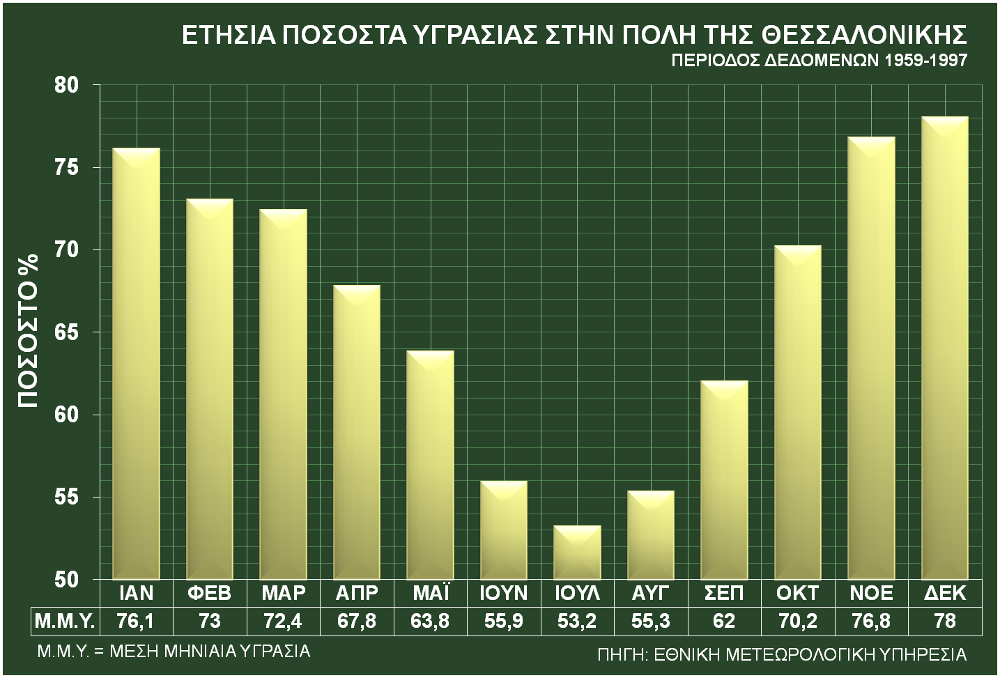 ΕΤΗΣΙΑ ΠΟΣΟΣΤΑ ΥΓΡΑΣΙΑΣ ΣΤΗΝ ΠΟΛΗ ΤΗΣ ΘΕΣΣΑΛΟΝΙΚΗΣ
ΠΕΡΙΟΔΟΣ ΔΕΔΟΜΕΝΩΝ 1959-1997
ΠΟΣΟΣΤΟ %
80
75
70
65
60
55
50
ΙΑΝ ΦΕΒ ΜΑΡ ΑΠΡ ΜΑΪ ΙΟΥΝ ΙΟΥΛ ΑΥΓ ΣΕΠ ΟΚΤ ΝΟΕ ΔΕΚ
Μ.Μ.Υ. 76,1 73 72,4 67,8 63,8 55,9 53,2 55,3 62 70,2 76,8 78
Μ.Μ.Υ. = ΜΕΣΗ ΜΗΝΙΑΙΑ ΥΓΡΑΣΙΑ
ΠΗΓΗ: ΕΘΝΙΚΗ ΜΕΤΕΩΡΟΛΟΓΙΚΗ ΥΠΗΡΕΣΙΑ